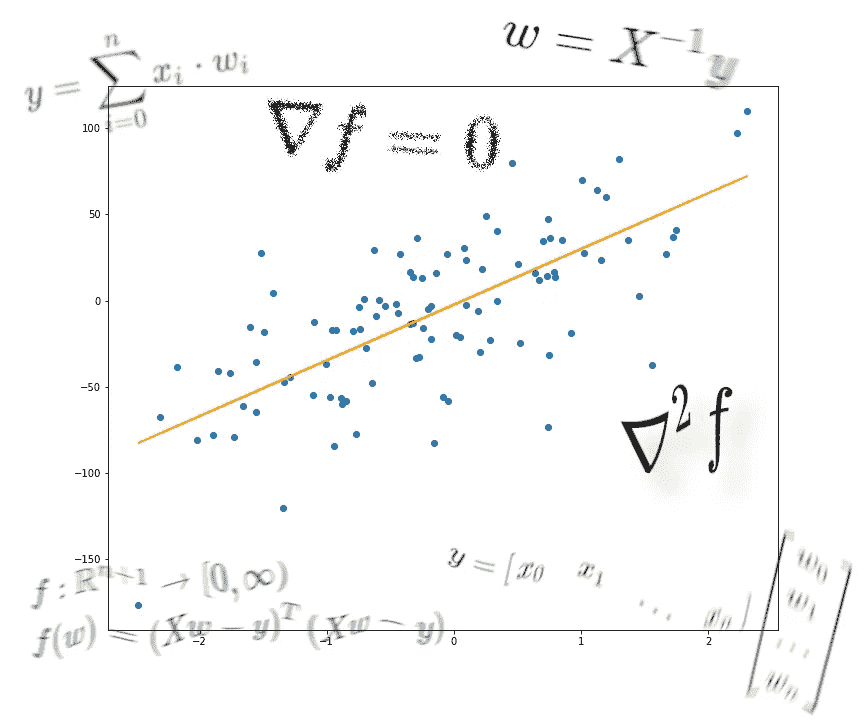 w = X^{-1} y
y = \sum_{i=0}^{n} x_i \cdot w_i
∇f = 0
100
50
0
−50
∇² f
−100
−150
y = [x_0 x_1 ... x_n]
[w_0 w_1 ... w_0]
f : ℝ^{n+1} → [0, ∞)
f(w) = (Xw − y)^T (Xw − y)
−2 −1 0 1 2